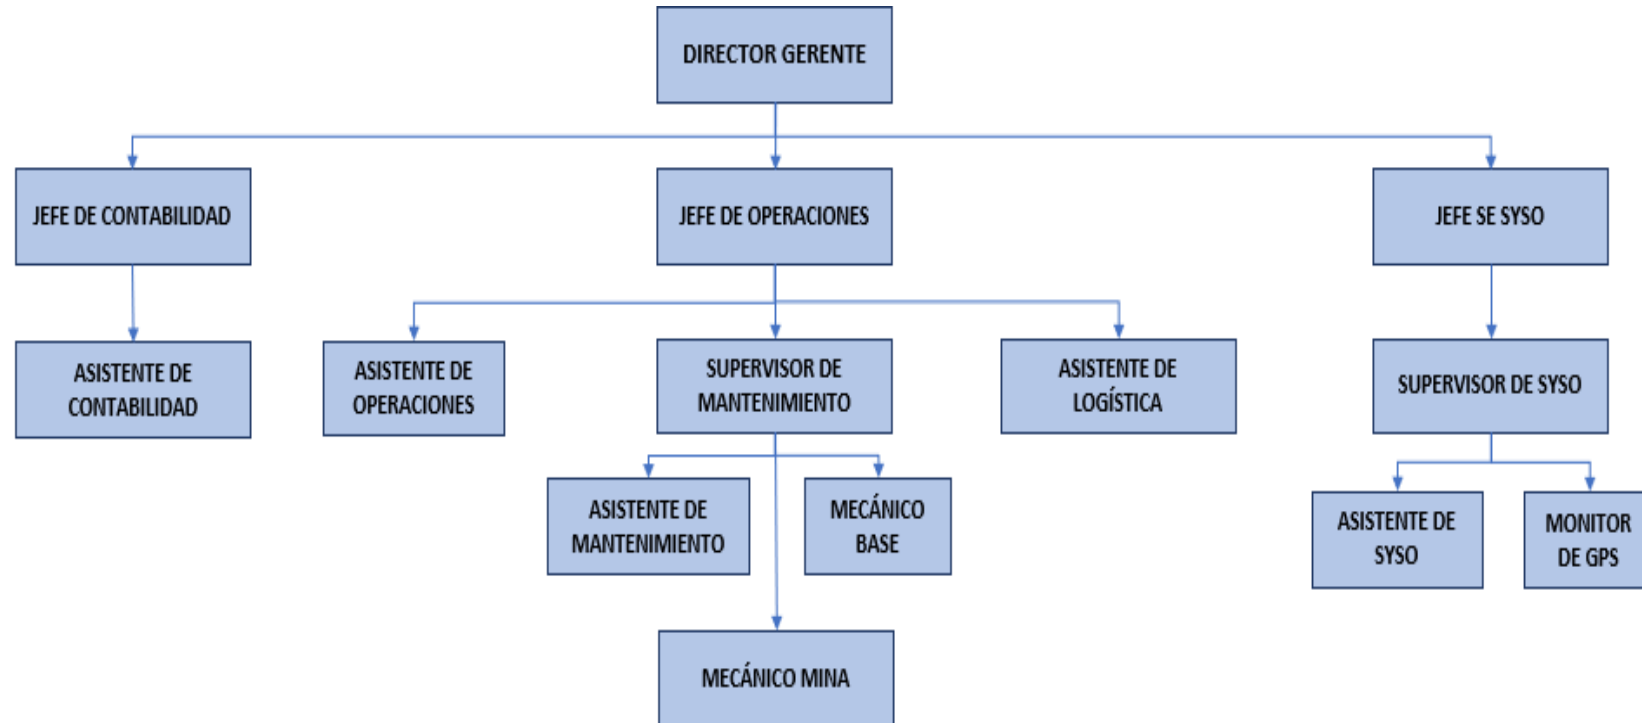 DIRECTOR GERENTE
JEFE DE CONTABILIDAD
JEFE DE OPERACIONES
JEFE SE SYSO
ASISTENTE DE
CONTABILIDAD
ASISTENTE DE
OPERACIONES
SUPERVISOR DE
MANTENIMIENTO
ASISTENTE DE
LOGÍSTICA
SUPERVISOR DE SYSO
ASISTENTE DE
MANTENIMIENTO
MECÁNICO
BASE
ASISTENTE DE
SYSO
MONITOR
DE GPS
MECÁNICO MINA